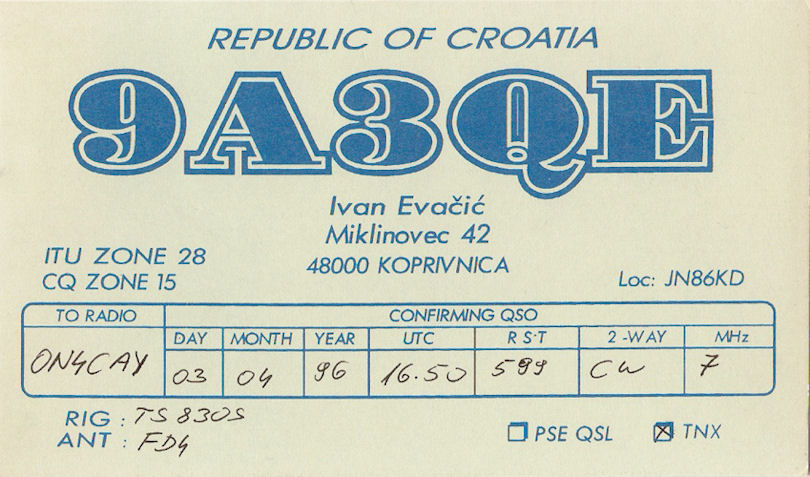 REPUBLIC OF CROATIA
9A3QE
Ivan Evačić
Miklinovec 42
48000 KOPRIVNICA
ITU ZONE 28
CQ ZONE 15
Loc: JN86KD
TO RADIO CONFIRMING QSO
DAY MONTH YEAR UTC R S·T 2-WAY MHz
ON4CAY 03 04 96 16.50 599 CW 7
RIG : TS 830S
ANT : FD4
PSE QSL TNX